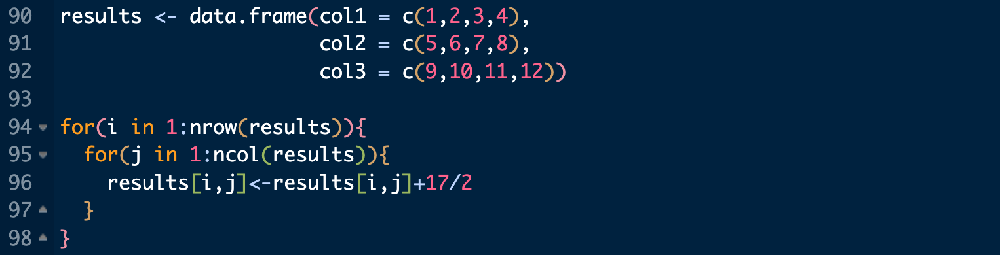 90 results <- data.frame(col1 = c(1,2,3,4),
91                       col2 = c(5,6,7,8),
92                       col3 = c(9,10,11,12))
93
94 for(i in 1:nrow(results)){
95   for(j in 1:ncol(results)){
96     results[i,j]<-results[i,j]+17/2
97   }
98 }